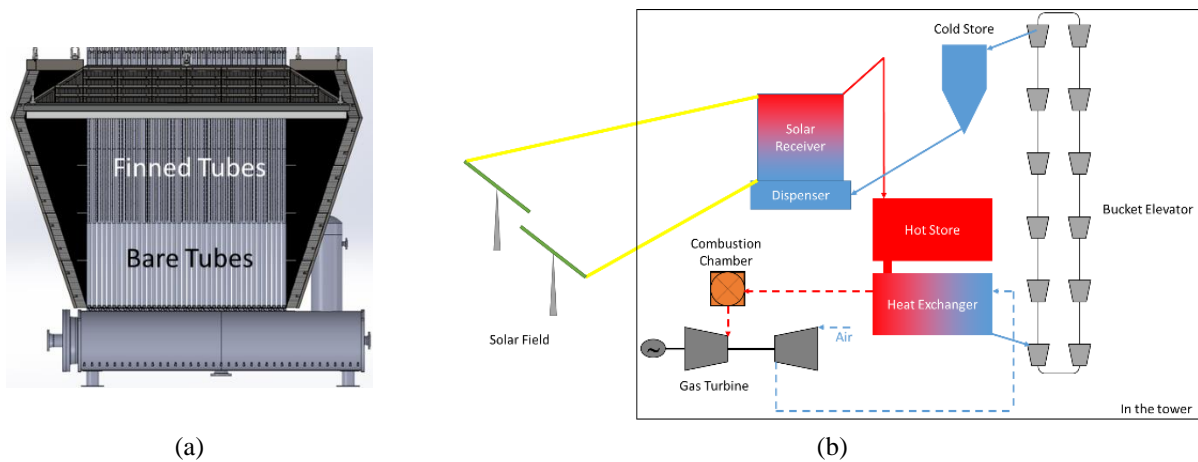 Finned Tubes
Bare Tubes
(a)
Solar Field
Solar
Receiver
Dispenser
Cold Store
Hot Store
Heat Exchanger
Combustion
Chamber
Air
Gas Turbine
~
Bucket Elevator
In the tower
(b)